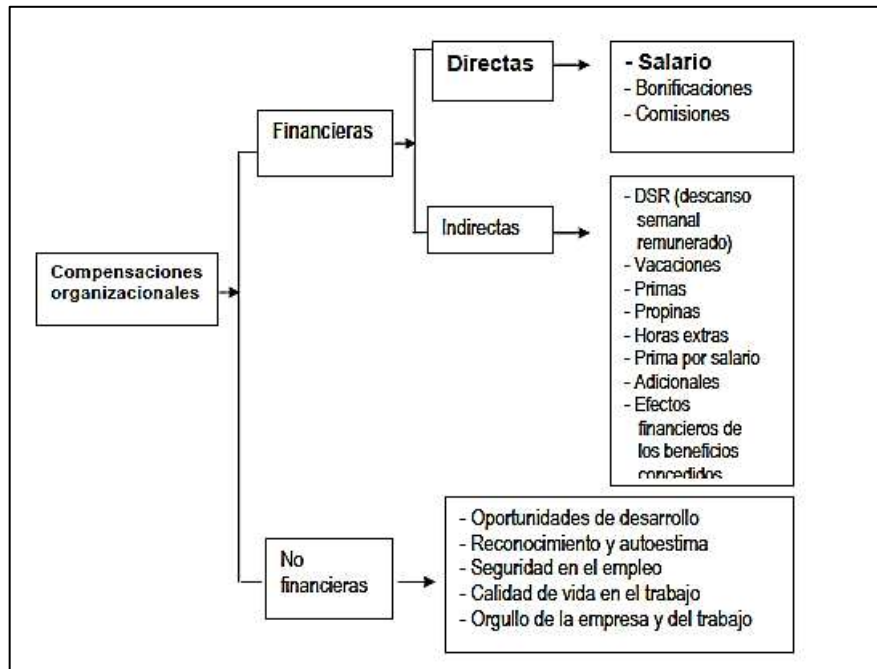 Compensaciones
organizacionales
Financieras
Directas
- Salario
- Bonificaciones
- Comisiones
Indirectas
- DSR (descanso
semanal
remunerado)
- Vacaciones
- Primas
- Propinas
- Horas extras
- Prima por salario
- Adicionales
- Efectos
financieros de
los beneficios
concedidos
No
financieras
- Oportunidades de desarrollo
- Reconocimiento y autoestima
- Seguridad en el empleo
- Calidad de vida en el trabajo
- Orgullo de la empresa y del trabajo